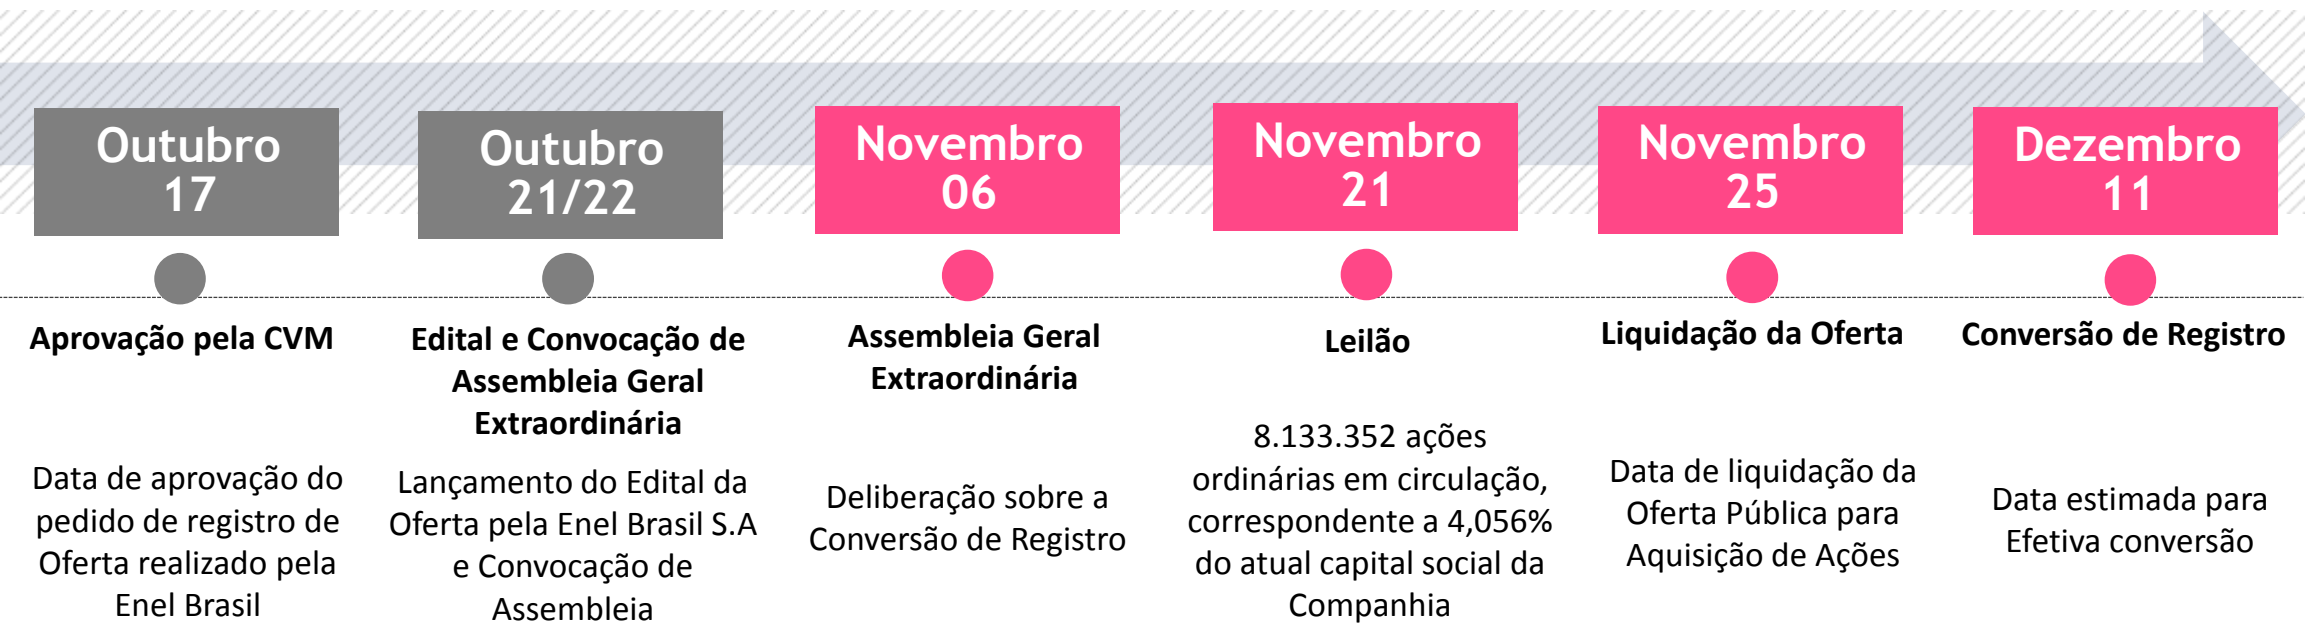 Outubro
17
Outubro
21/22
Novembro
06
Novembro
21
Novembro
25
Dezembro
11
Aprovação pela CVM
Data de aprovação do
pedido de registro de
Oferta realizado pela
Enel Brasil
Edital e Convocação de
Assembleia Geral
Extraordinária
Lançamento do Edital da
Oferta pela Enel Brasil S.A
e Convocação de
Assembleia
Assembleia Geral
Extraordinária
Deliberação sobre a
Conversão de Registro
Leilão
8.133.352 ações
ordinárias em circulação,
correspondente a 4,056%
do atual capital social da
Companhia
Liquidação da Oferta
Data de liquidação da
Oferta Pública para
Aquisição de Ações
Conversão de Registro
Data estimada para
Efetiva conversão